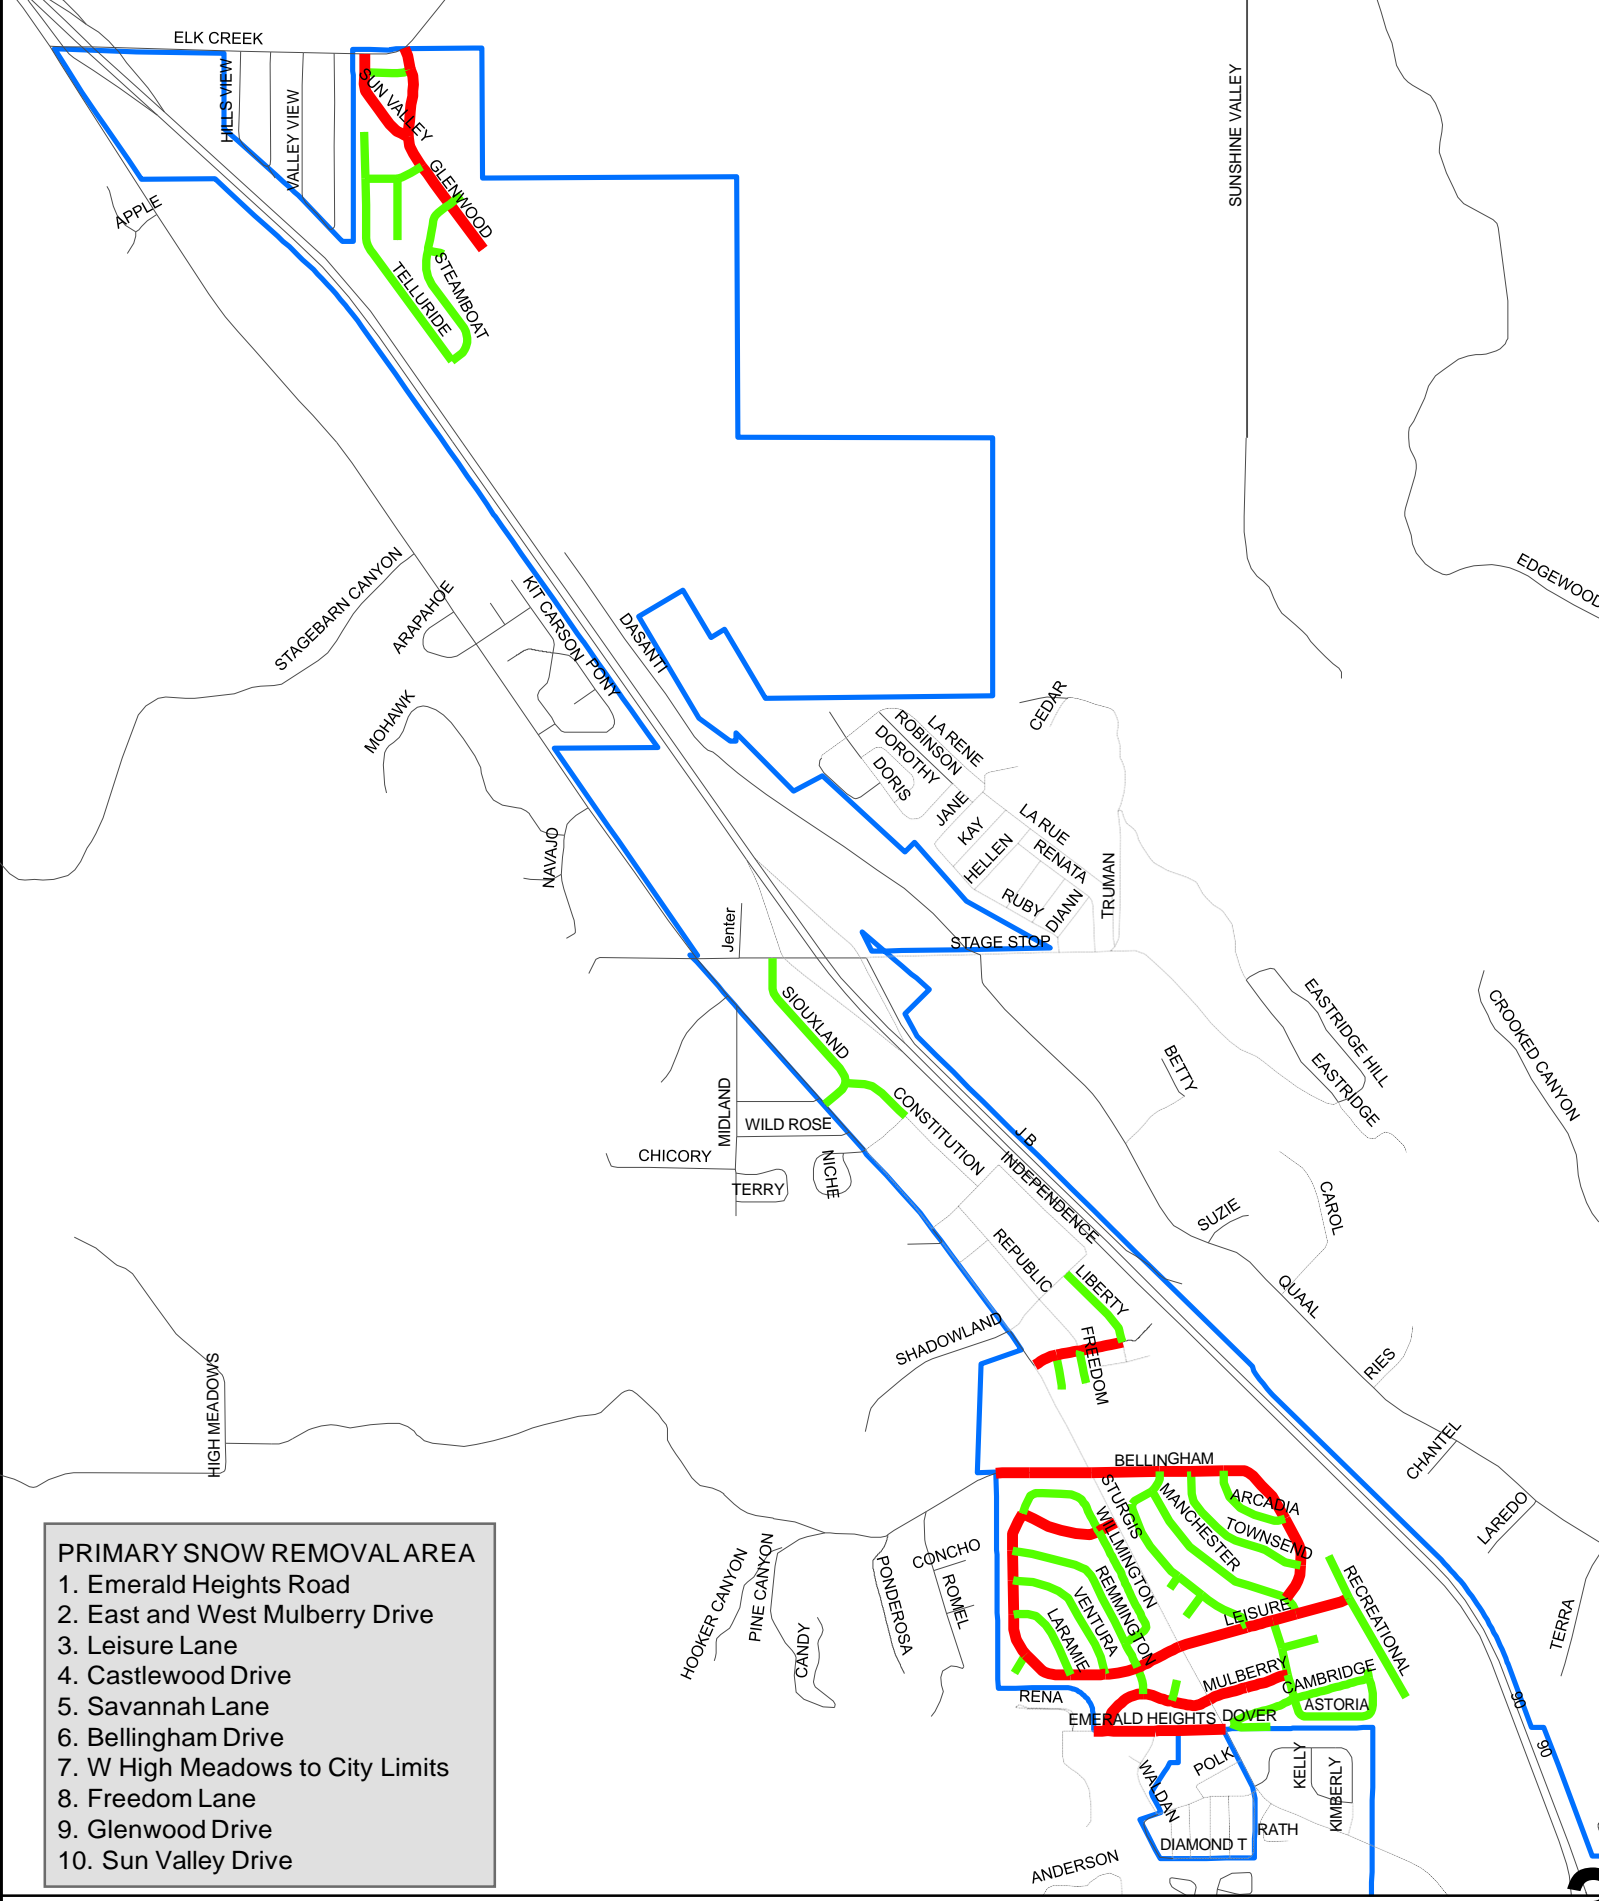 ELK CREEK
HILLS VIEW
VALLEY VIEW
SUN VALLEY
GLENWOOD
SUNSHINE VALLEY
APPLE
TELLURIDE
STEAMBOAT
EDGEWOOD
STAGEBARN CANYON
ARAPAHOE
KIT CARSON
PONY
DASANTI
MOHAWK
CEDAR
LA RENE
ROBINSON
DOROTHY
DORIS
JANE
KAY
HELLEN
LA RUE
RENATA
RUBY
DIANN
TRUMAN
NAVAJO
Jenter
STAGE STOP
SIOUXLAND
EASTRIDGE HILL
EASTRIDGE
CROOKED CANYON
BETTY
MIDLAND
WILD ROSE
CONSTITUTION
J B
CHICORY
TERRY
NICHE
INDEPENDENCE
SUZIE
CAROL
REPUBLIC
LIBERTY
QUAAL
SHADOWLAND
FREEDOM
RIES
HIGH MEADOWS
CHANTEL
BELLINGHAM
STURGIS
MANCHESTER
ARCADIA
TOWNSEND
LAREDO
WILMINGTON
REMMINGTON
VENTURA
LARAMIE
LEISURE
RECREATIONAL
CONCHO
ROMEL
PONDEROSA
HOOKER CANYON
PINE CANYON
CANDY
TERRA
MULBERRY
CAMBRIDGE
ASTORIA
RENA
EMERALD HEIGHTS
DOVER
90
90
WALDAN
POLK
KELLY
KIMBERLY
RATH
DIAMOND T
ANDERSON
PRIMARY SNOW REMOVAL AREA
1. Emerald Heights Road
2. East and West Mulberry Drive
3. Leisure Lane
4. Castlewood Drive
5. Savannah Lane
6. Bellingham Drive
7. W High Meadows to City Limits
8. Freedom Lane
9. Glenwood Drive
10. Sun Valley Drive